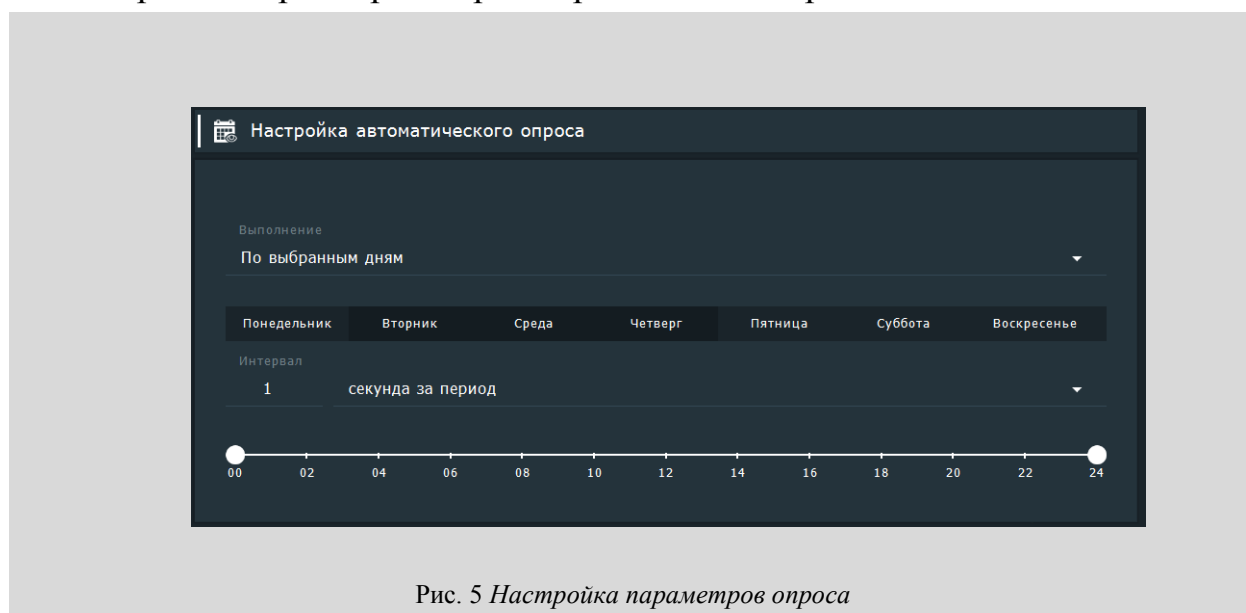 Настройка автоматического опроса
Выполнение
По выбранным дням
Понедельник Вторник Среда Четверг Пятница Суббота Воскресенье
Интервал
1 секунда за период
00 02 04 06 08 10 12 14 16 18 20 22 24
Рис. 5 Настройка параметров опроса